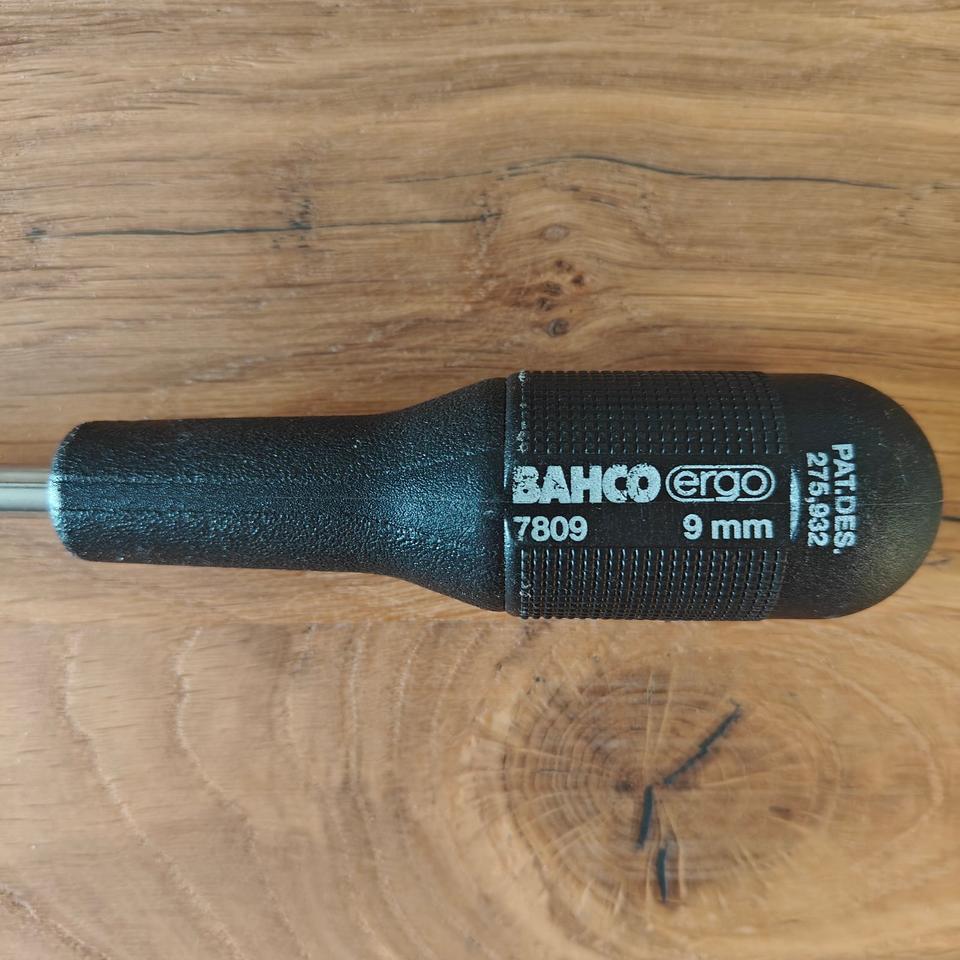 BAHCO ergo
7809 9 mm
PAT.DES.
275,932